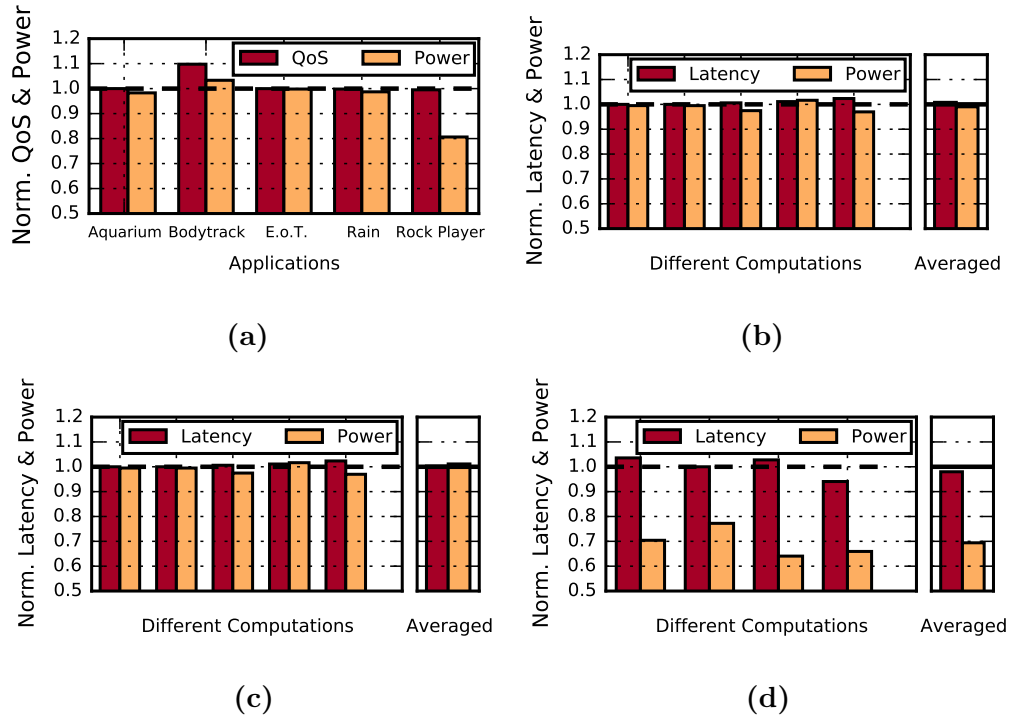 Norm. QoS & Power
1.2
1.1
1.0
0.9
0.8
0.7
0.6
0.5
QoS Power
Aquarium Bodytrack E.o.T. Rain Rock Player
Applications
(a)
Norm. Latency & Power
1.2
1.1
1.0
0.9
0.8
0.7
0.6
0.5
Latency Power
Different Computations Averaged
(b)
Norm. Latency & Power
1.2
1.1
1.0
0.9
0.8
0.7
0.6
0.5
Latency Power
Different Computations Averaged
(c)
Norm. Latency & Power
1.2
1.1
1.0
0.9
0.8
0.7
0.6
0.5
Latency Power
Different Computations Averaged
(d)